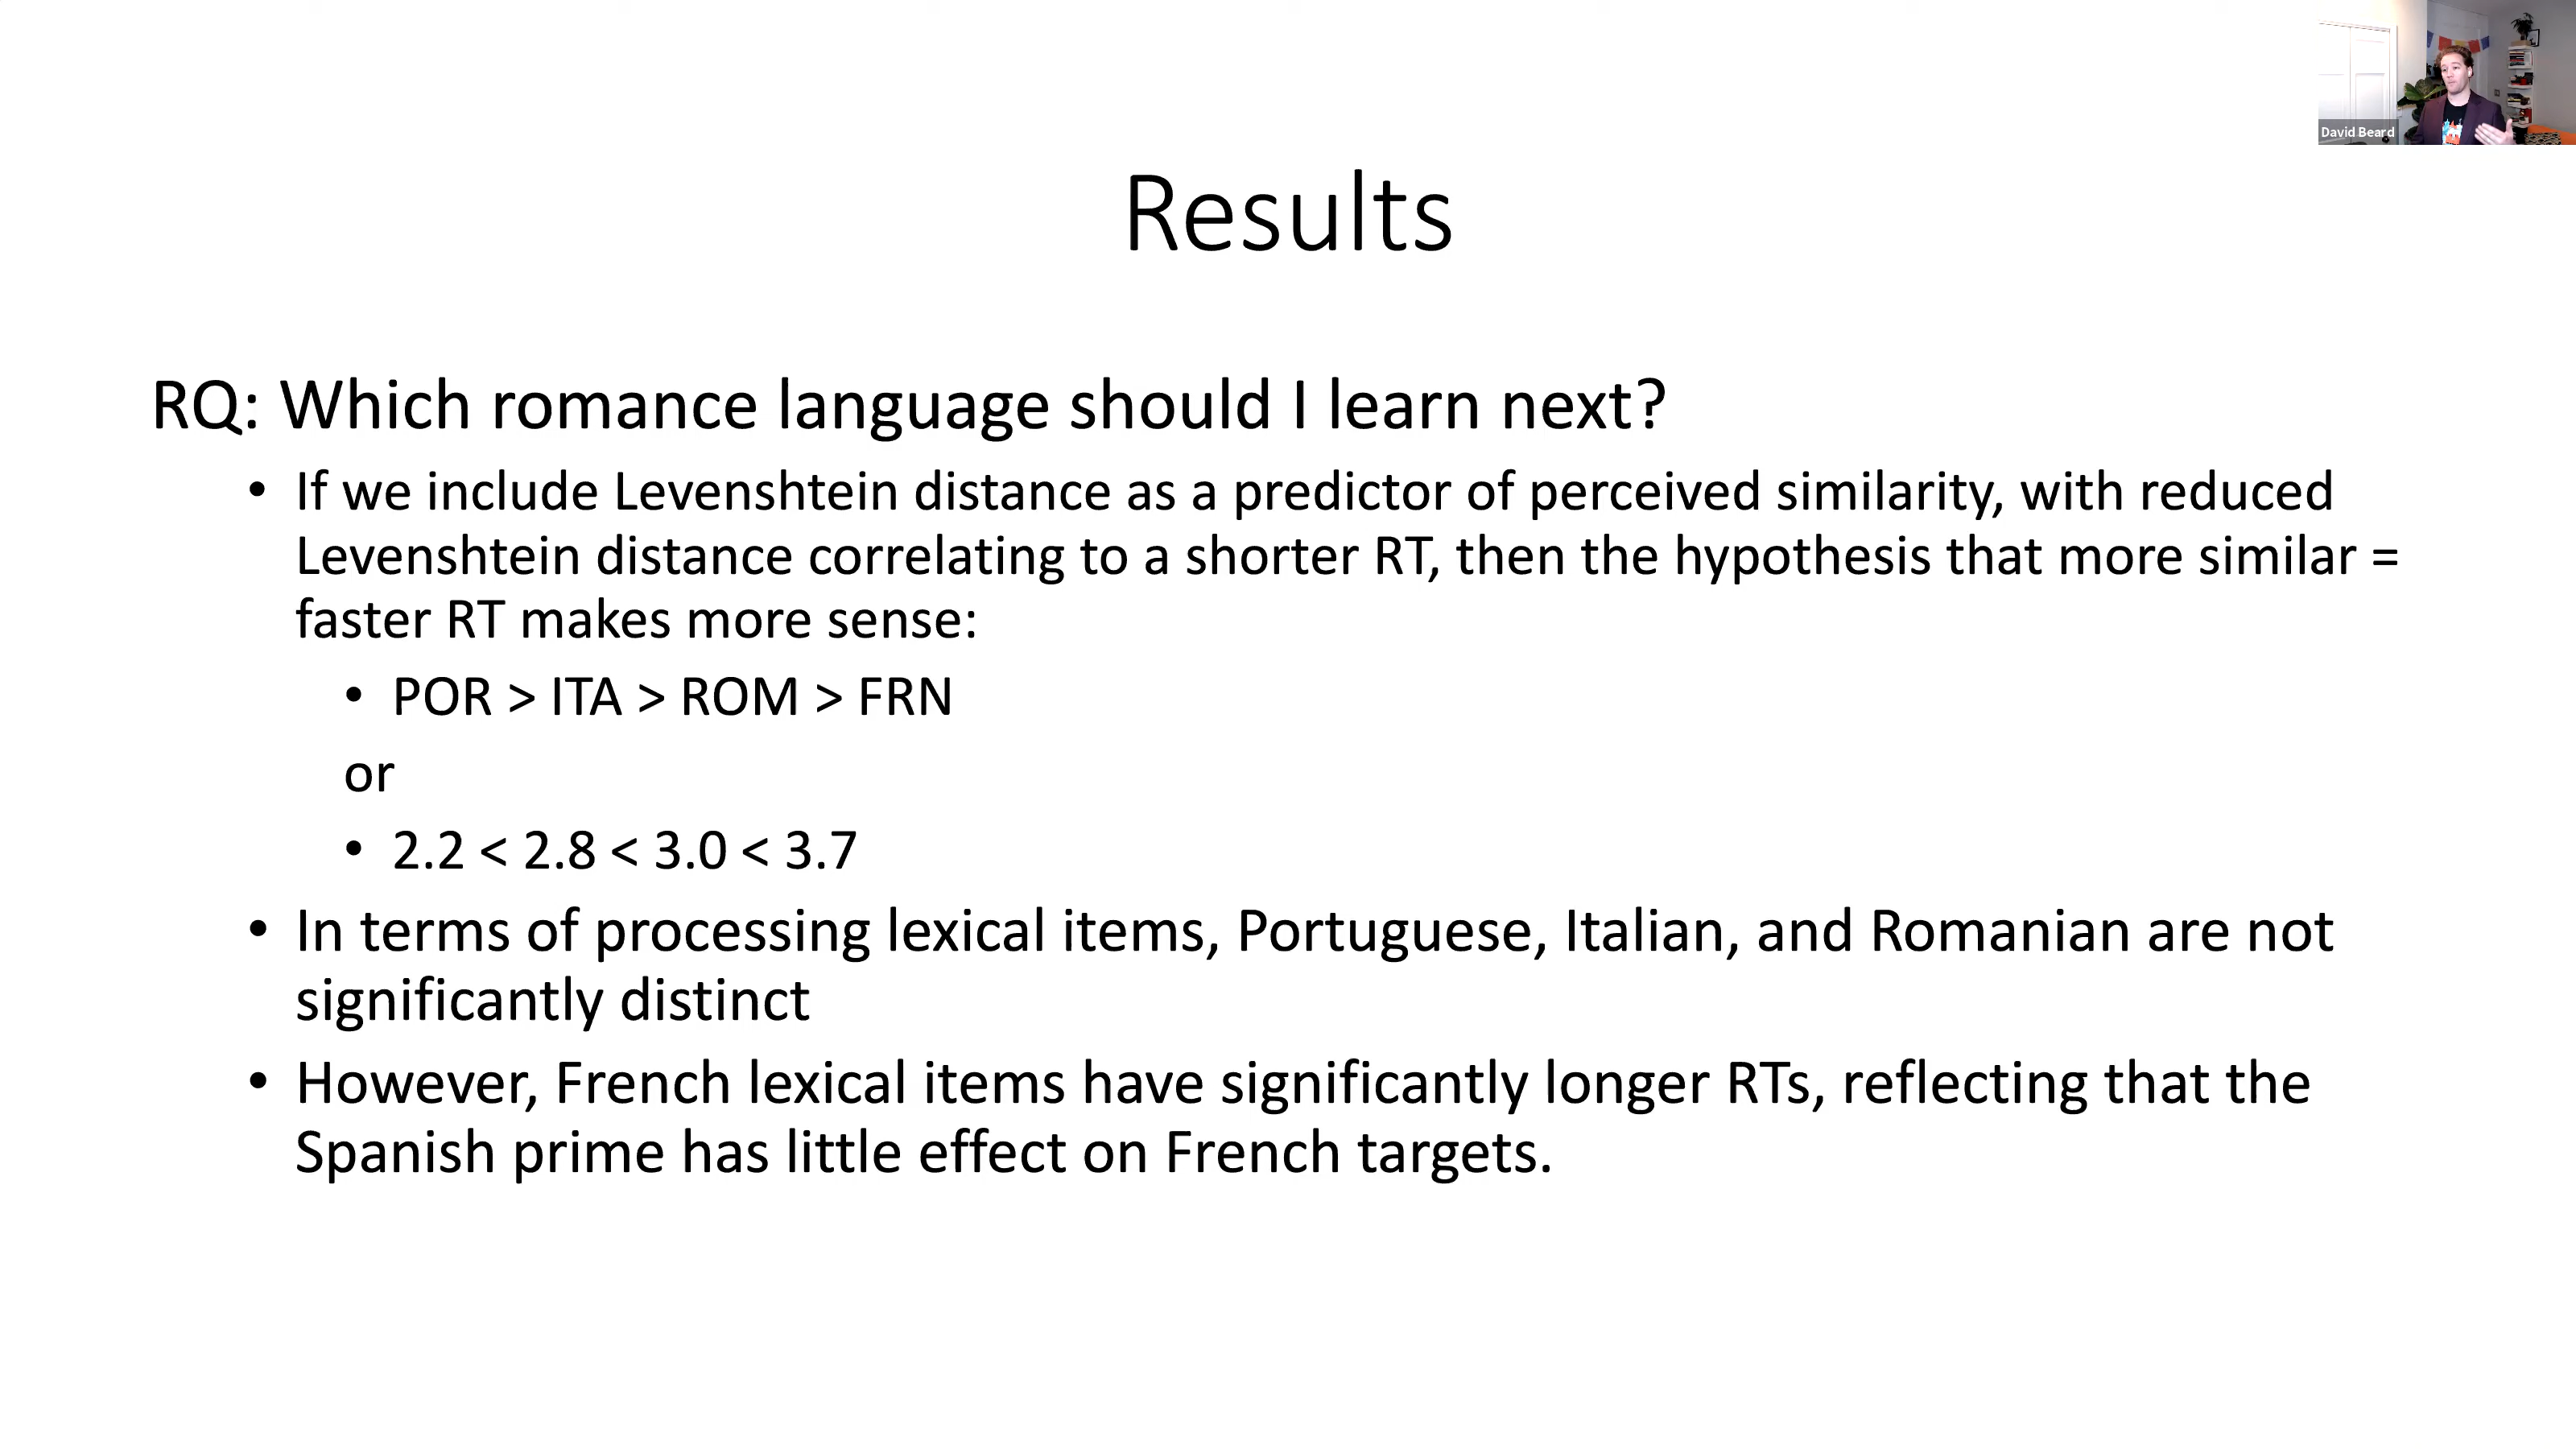 David Beard
Results
RQ: Which romance language should I learn next?
• If we include Levenshtein distance as a predictor of perceived similarity, with reduced
Levenshtein distance correlating to a shorter RT, then the hypothesis that more similar =
faster RT makes more sense:
• POR > ITA > ROM > FRN
or
• 2.2 < 2.8 < 3.0 < 3.7
• In terms of processing lexical items, Portuguese, Italian, and Romanian are not
significantly distinct
• However, French lexical items have significantly longer RTs, reflecting that the
Spanish prime has little effect on French targets.